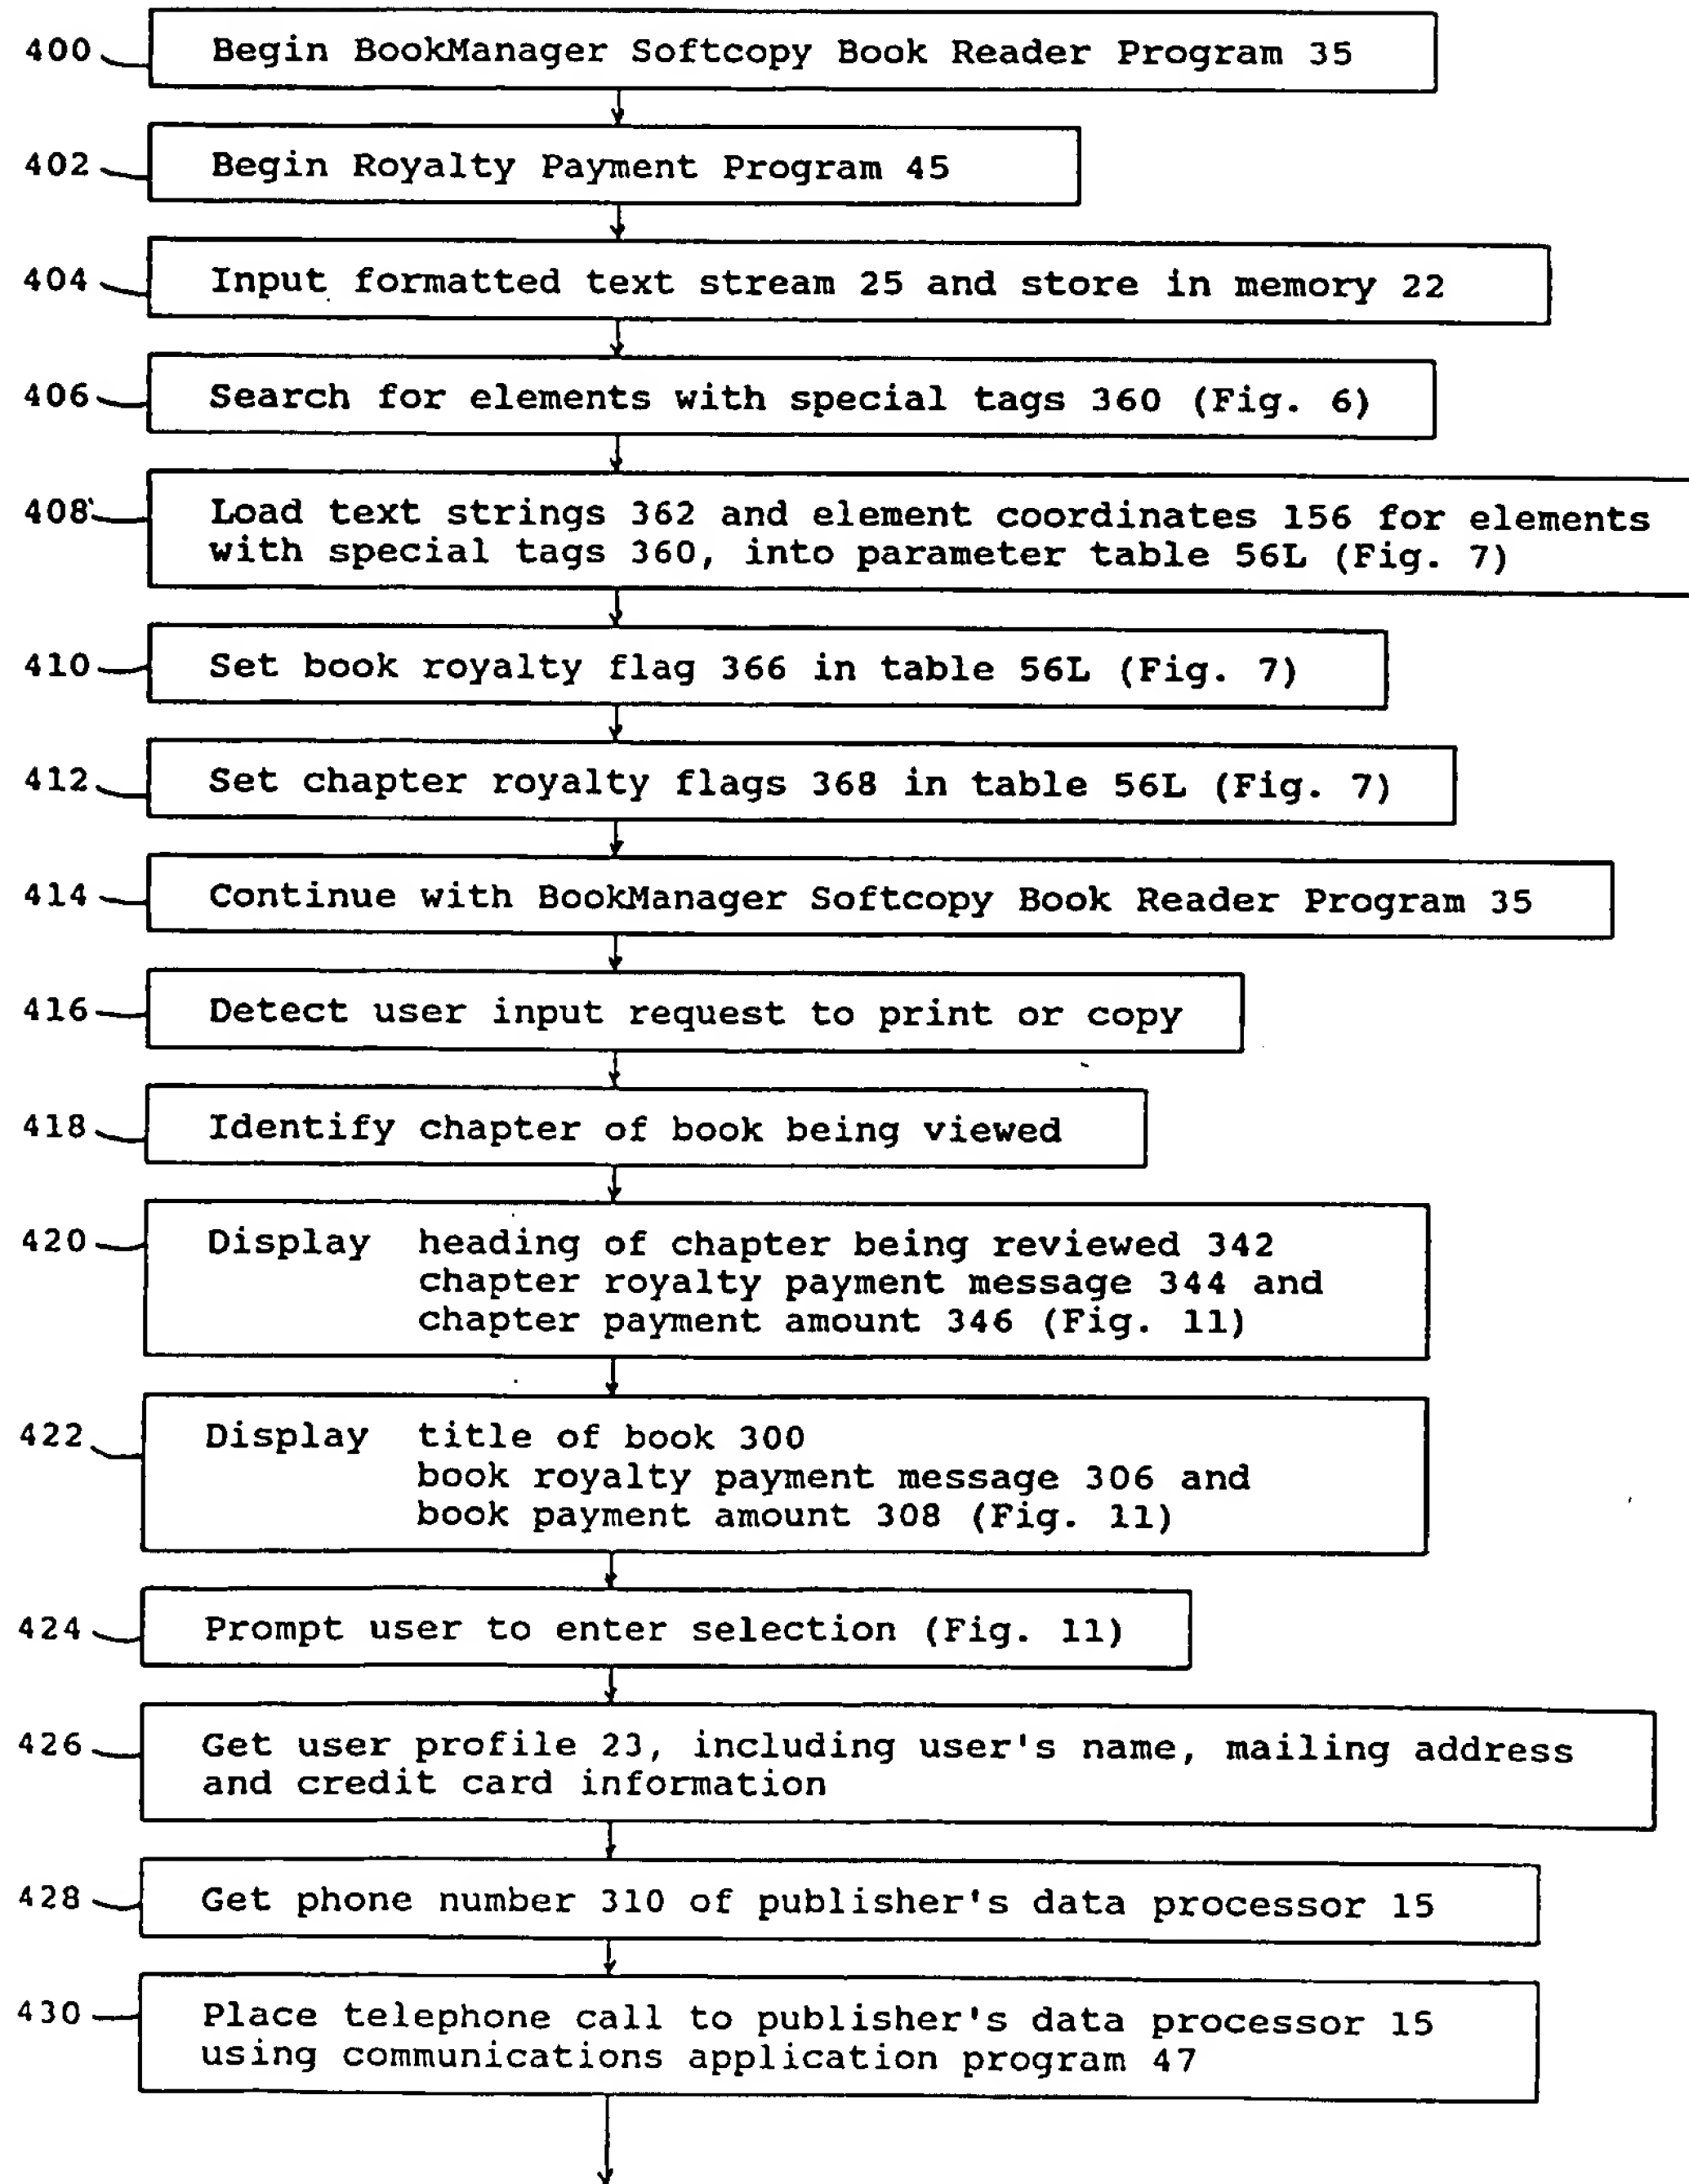 400 Begin BookManager Softcopy Book Reader Program 35
402 Begin Royalty Payment Program 45
404 Input formatted text stream 25 and store in memory 22
406 Search for elements with special tags 360 (Fig. 6)
408 Load text strings 362 and element coordinates 156 for elements
with special tags 360, into parameter table 56L (Fig. 7)
410 Set book royalty flag 366 in table 56L (Fig. 7)
412 Set chapter royalty flags 368 in table 56L (Fig. 7)
414 Continue with BookManager Softcopy Book Reader Program 35
416 Detect user input request to print or copy
418 Identify chapter of book being viewed
420 Display heading of chapter being reviewed 342
chapter royalty payment message 344 and
chapter payment amount 346 (Fig. 11)
422 Display title of book 300
book royalty payment message 306 and
book payment amount 308 (Fig. 11)
424 Prompt user to enter selection (Fig. 11)
426 Get user profile 23, including user's name, mailing address
and credit card information
428 Get phone number 310 of publisher's data processor 15
430 Place telephone call to publisher's data processor 15
using communications application program 47